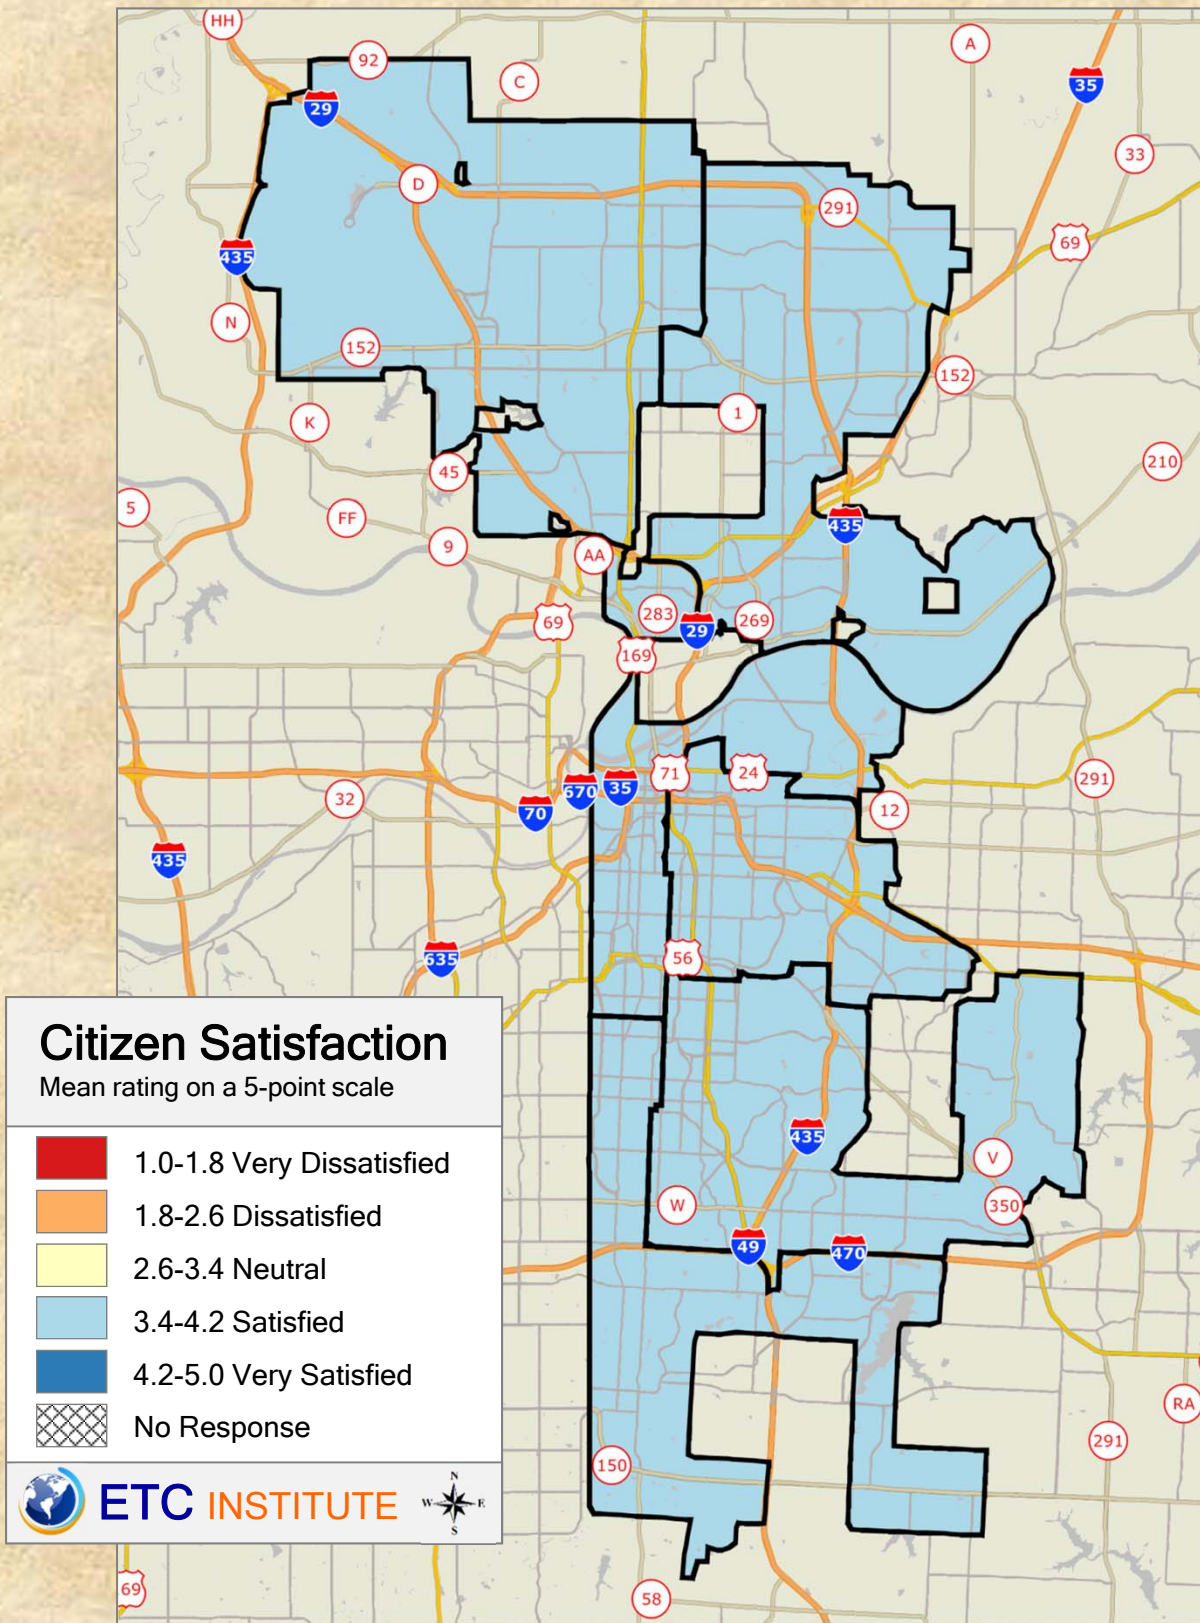 HH
92
C
A
29
35
33
D
291
69
435
N
152
152
K
1
45
210
5
FF
435
9
AA
283
269
69
29
169
71
24
291
670
35
32
70
12
435
56
635
Citizen Satisfaction
Mean rating on a 5-point scale
1.0-1.8 Very Dissatisfied
1.8-2.6 Dissatisfied
2.6-3.4 Neutral
3.4-4.2 Satisfied
4.2-5.0 Very Satisfied
No Response
ETC INSTITUTE
N
W E
S
435
V
W
350
49
470
RA
291
150
69
58